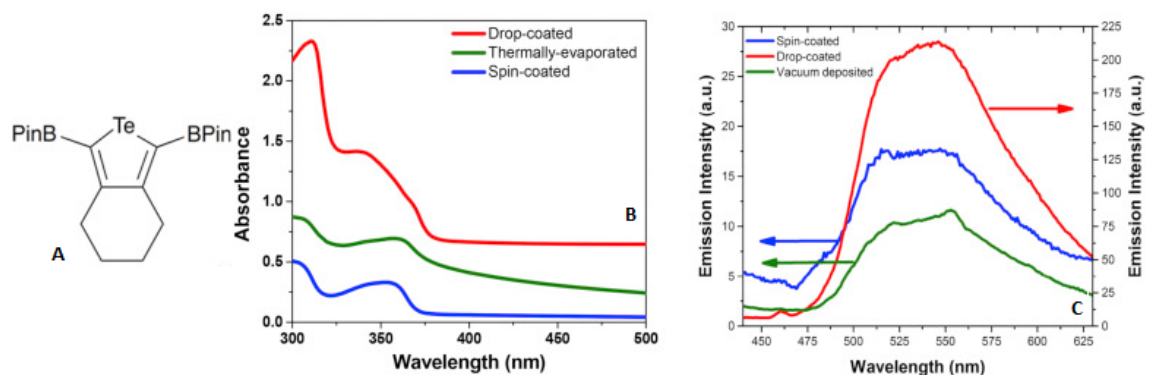 PinB
Te
BPin
A
2.5
2.0
1.5
1.0
0.5
0.0
Absorbance
Drop-coated
Thermally-evaporated
Spin-coated
B
300
350
400
450
500
Wavelength (nm)
30
25
20
15
10
5
0
Emission Intensity (a.u.)
Spin-coated
Drop-coated
Vacuum deposited
C
450
475
500
525
550
575
600
625
Wavelength (nm)
225
200
175
150
125
100
75
50
25
0
Emission Intensity (a.u.)